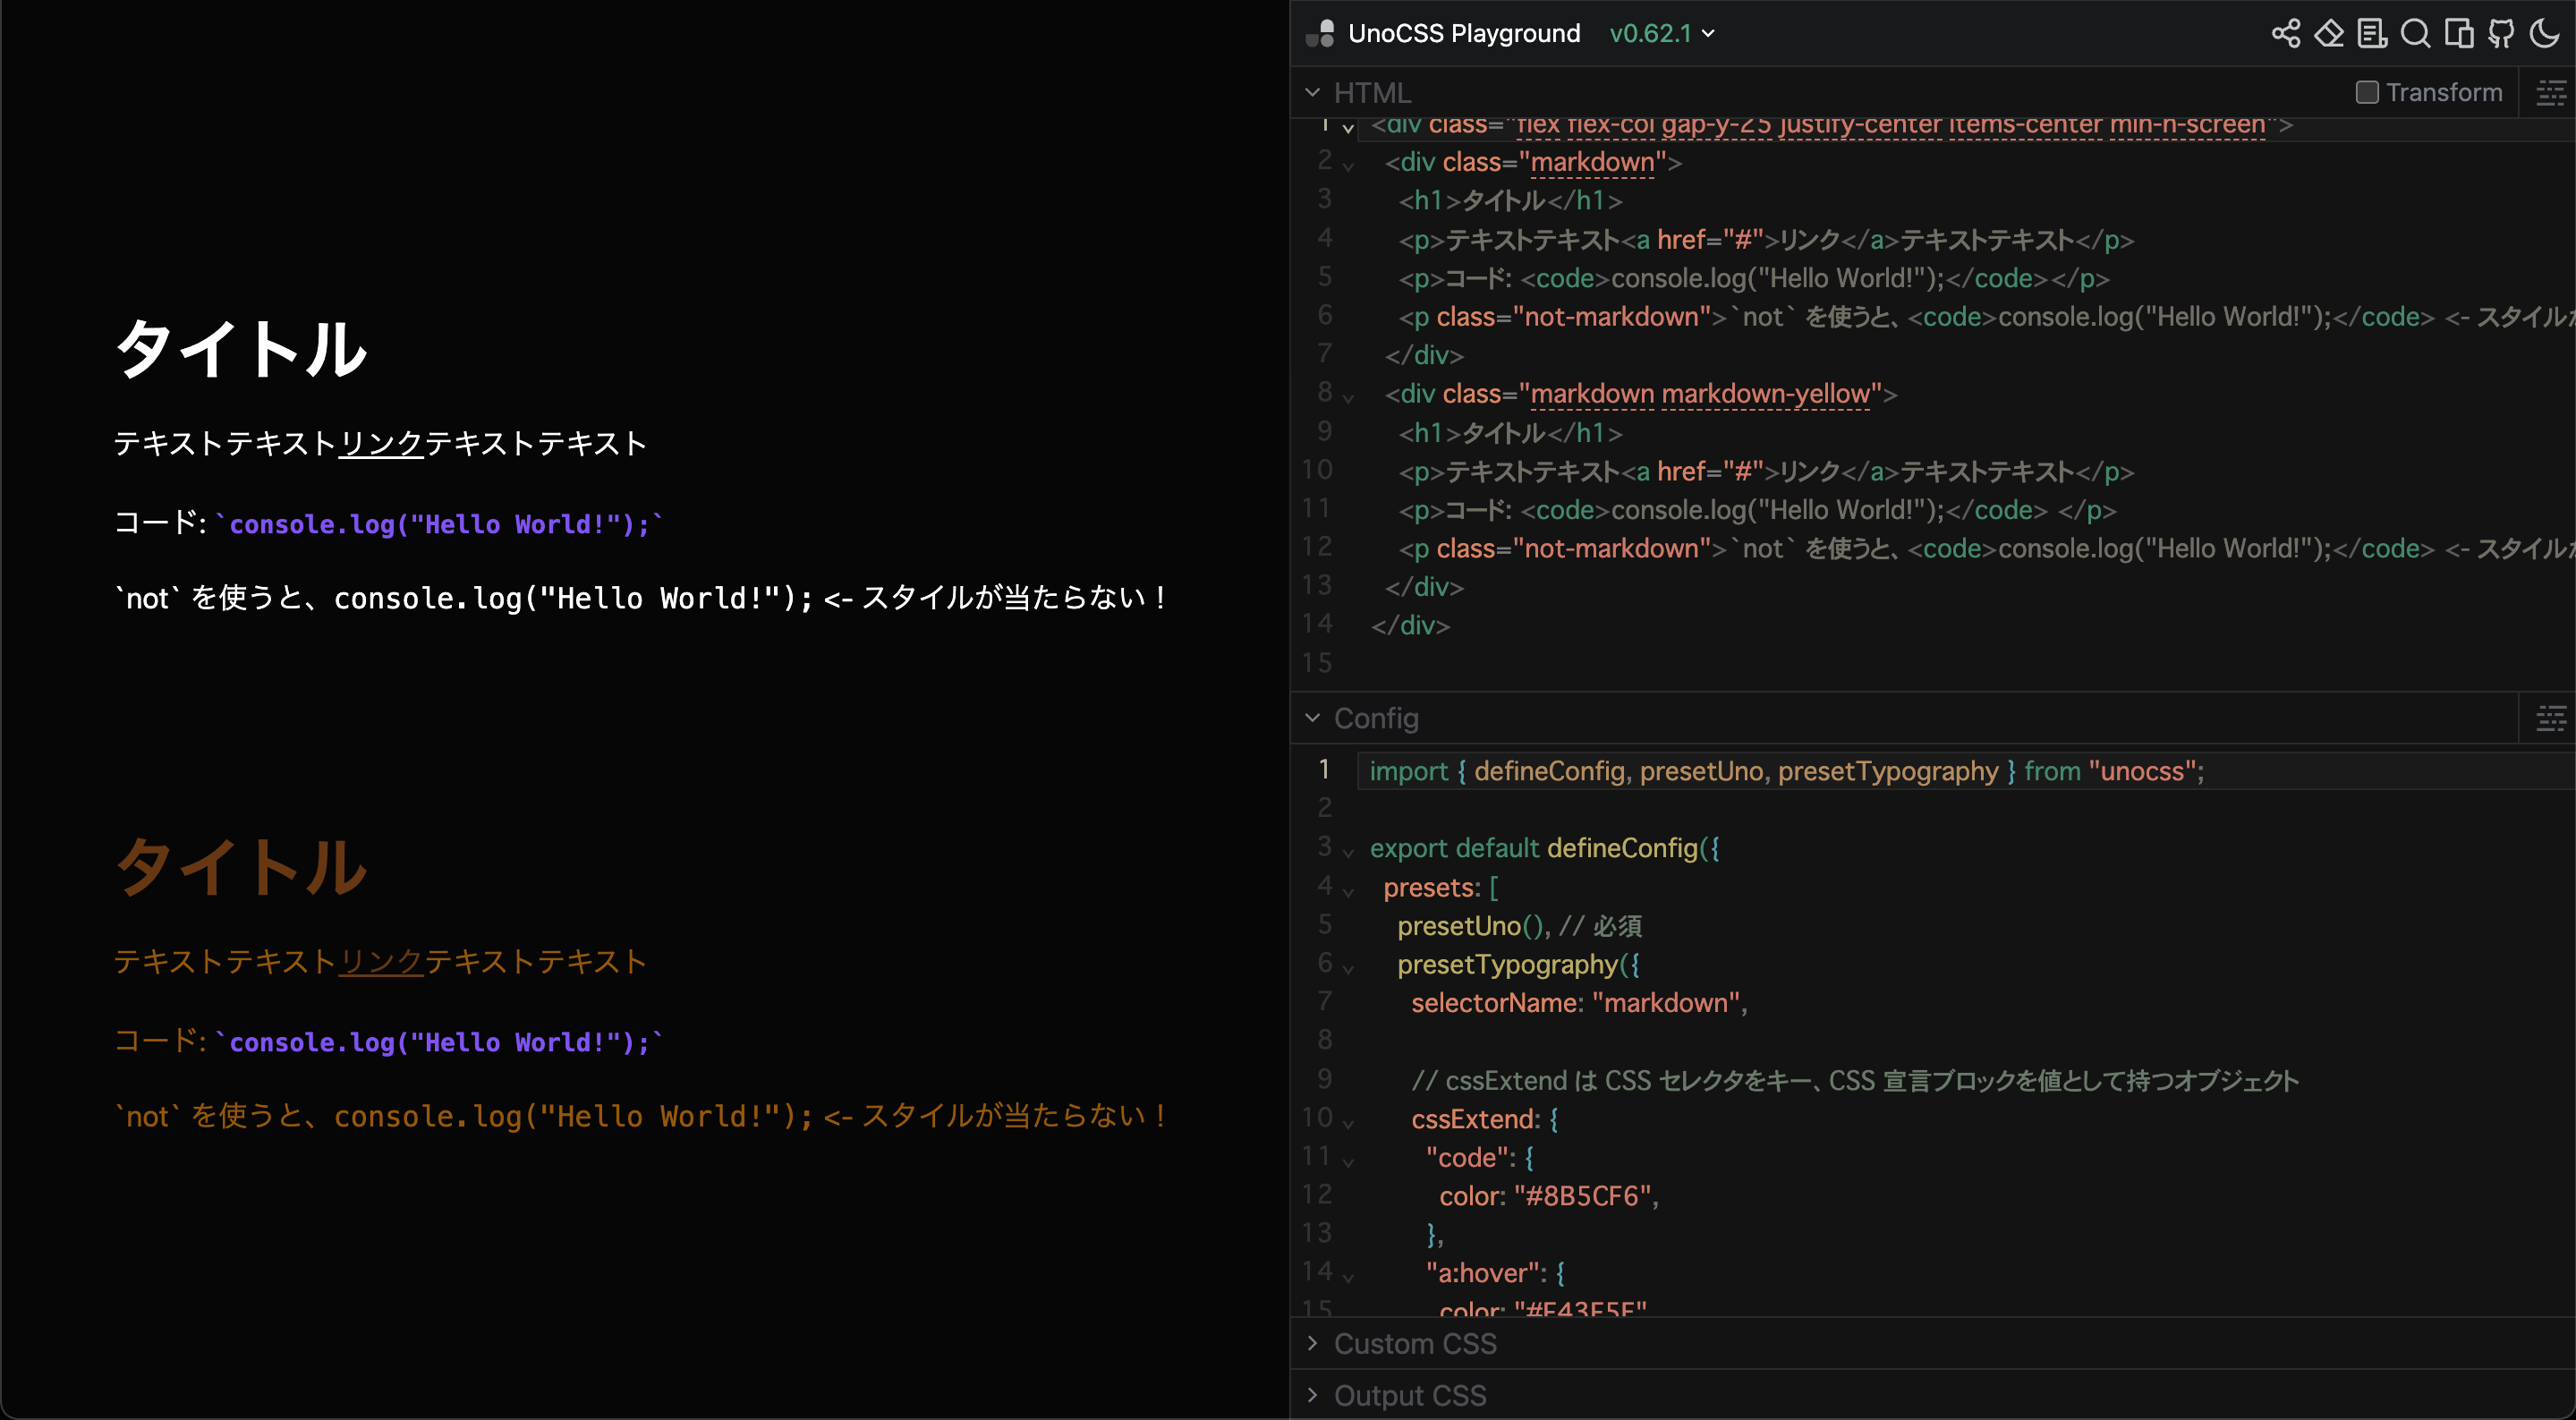 タイトル
テキストテキストリンクテキストテキスト
コード: `console.log("Hello World!");`
`not` を使うと、console.log("Hello World!"); <- スタイルが当たらない！
タイトル
テキストテキストリンクテキストテキスト
コード: `console.log("Hello World!");`
`not` を使うと、console.log("Hello World!"); <- スタイルが当たらない！
UnoCSS Playground v0.62.1
HTML Transform
1 <div class="flex flex-col gap-y-25 justify-center items-center min-h-screen">
2 <div class="markdown">
3 <h1>タイトル</h1>
4 <p>テキストテキスト<a href="#">リンク</a>テキストテキスト</p>
5 <p>コード: <code>console.log("Hello World!");</code></p>
6 <p class="not-markdown">`not` を使うと、<code>console.log("Hello World!");</code> <- スタイル
7 </div>
8 <div class="markdown markdown-yellow">
9 <h1>タイトル</h1>
10 <p>テキストテキスト<a href="#">リンク</a>テキストテキスト</p>
11 <p>コード: <code>console.log("Hello World!");</code> </p>
12 <p class="not-markdown">`not` を使うと、<code>console.log("Hello World!");</code> <- スタイル
13 </div>
14 </div>
15
Config
1 import { defineConfig, presetUno, presetTypography } from "unocss";
2
3 export default defineConfig({
4 presets: [
5 presetUno(), // 必須
6 presetTypography({
7 selectorName: "markdown",
8
9 // cssExtend は CSS セレクタをキー、CSS 宣言ブロックを値として持つオブジェクト
10 cssExtend: {
11 "code": {
12 color: "#8B5CF6",
13 },
14 "a:hover": {
15 color: "#F43F5E"
Custom CSS
Output CSS